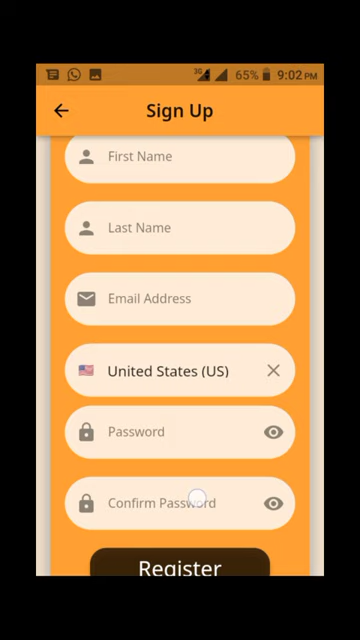 3G 65% 9:02 PM
Sign Up
First Name
Last Name
Email Address
United States (US)
Password
Confirm Password
Register